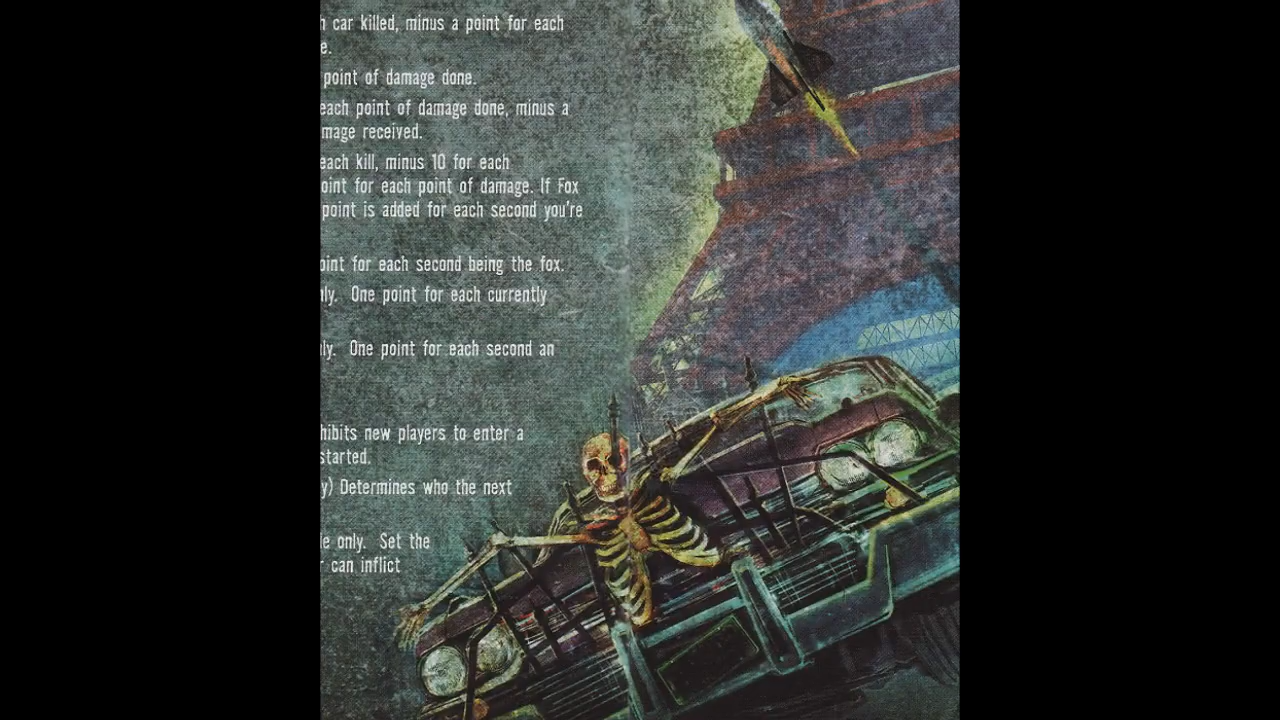 car killed, minus a point for each
e.
point of damage done.
each point of damage done, minus a
mage received.
each kill, minus 10 for each
oint for each point of damage. If Fox
point is added for each second you're
oint for each second being the fox.
ly. One point for each currently
ly. One point for each second an
hibits new players to enter a
started.
y) Determines who the next
e only. Set the
r can inflict